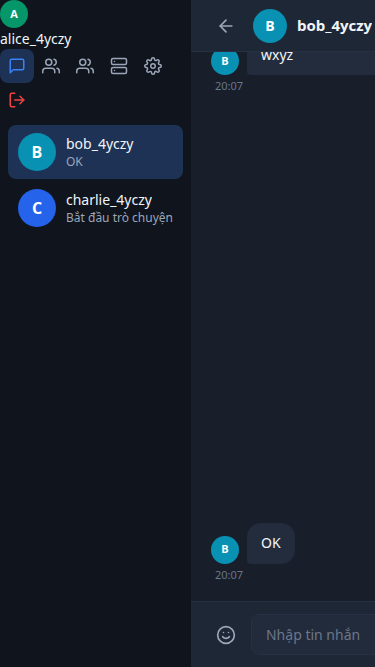 A
alice_4yczy
B
bob_4yczy
OK
C
charlie_4yczy
Bắt đầu trò chuyện
B
bob_4yczy
B
wxyz
20:07
B
OK
20:07
Nhập tin nhắn